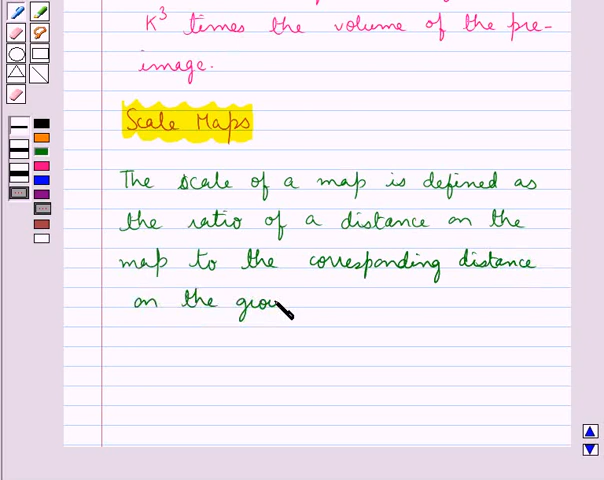 K³ times the volume of the pre-
image.
Scale Maps
The scale of a map is defined as
the ratio of a distance on the
map to the corresponding distance
on the grou